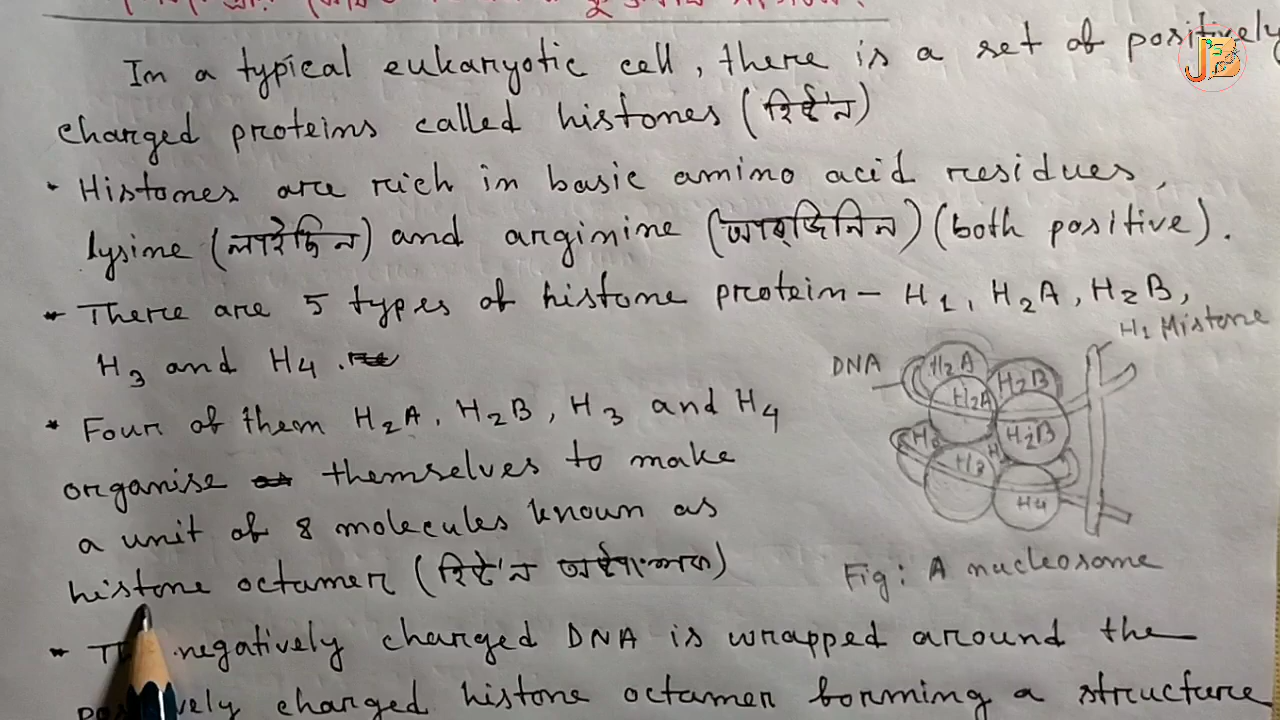 In a typical eukaryotic cell, there is a set of positively
charged proteins called histones (হিষ্ট'ন)
• Histones are rich in basic amino acid residues,
lysine (লাইজিন) and arginine (আৰ্জিনিন) (both positive).
* There are 5 types of histone protein - H1, H2A, H2B,
H3 and H4.
* Four of them H2A, H2B, H3 and H4
organise themselves to make
a unit of 8 molecules known as
histone octamer (হিষ্ট'ন অক্টামাৰ)
* The negatively charged DNA is wrapped around the
positively charged histone octamer forming a structure
H1 Histone
DNA
H2A
H2B
H2A
H2B
H3
H4
Fig: A nucleosome